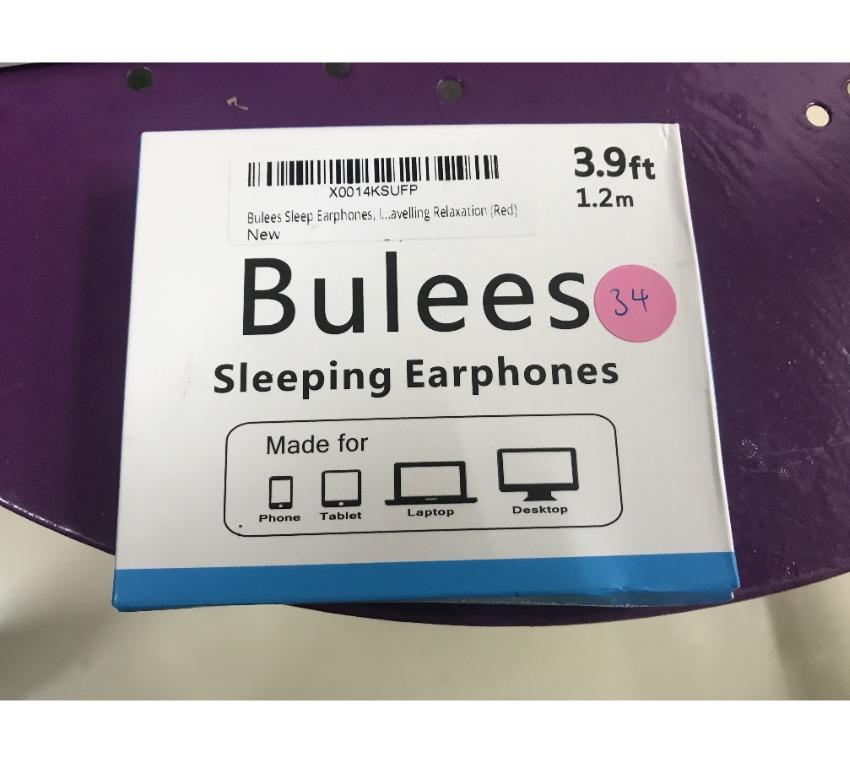 X0014KSUFP
Bulees Sleep Earphones, I...avelling Relaxation (Red)
New
3.9ft
1.2m
Bulees
34
Sleeping Earphones
Made for
Phone Tablet Laptop Desktop